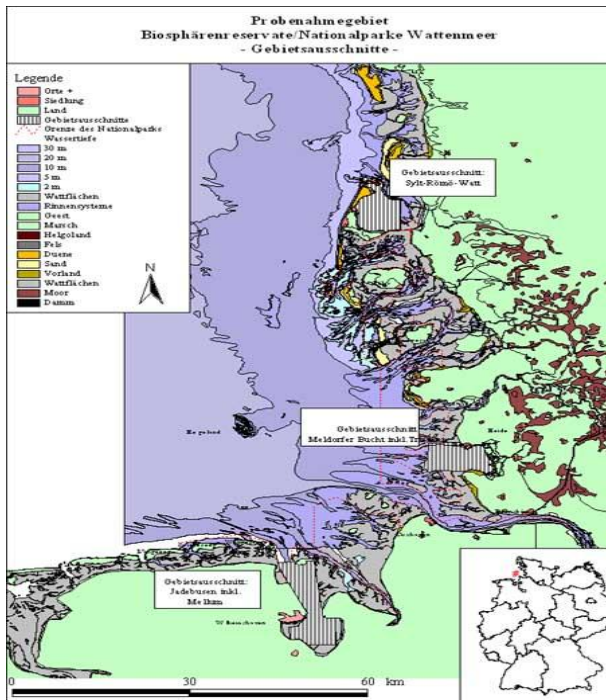 Probenahmegebiet
Biosphärenreservate/Nationalparke Wattenmeer
- Gebietsausschnitte -
Legende
Orte +
Siedlung
Land
Gebietsausschnitte
Grenze des Nationalparks
Wassertiefe
30 m
20 m
10 m
5 m
2 m
Wattflächen
Rinnensysteme
Geest
Marsch
Helgoland
Fels
Duene
Sand
Vorland
Wattflächen
Moor
Damm
N
Gebietsausschnitt:
Sylt-Römö-Watt
Helgoland
Gebietsausschnitt
Meldorfer Bucht inkl.
Heide
Gebietsausschnitt:
Jadebusen inkl.
Mellum
Wilhelmshaven
0
30
60
km